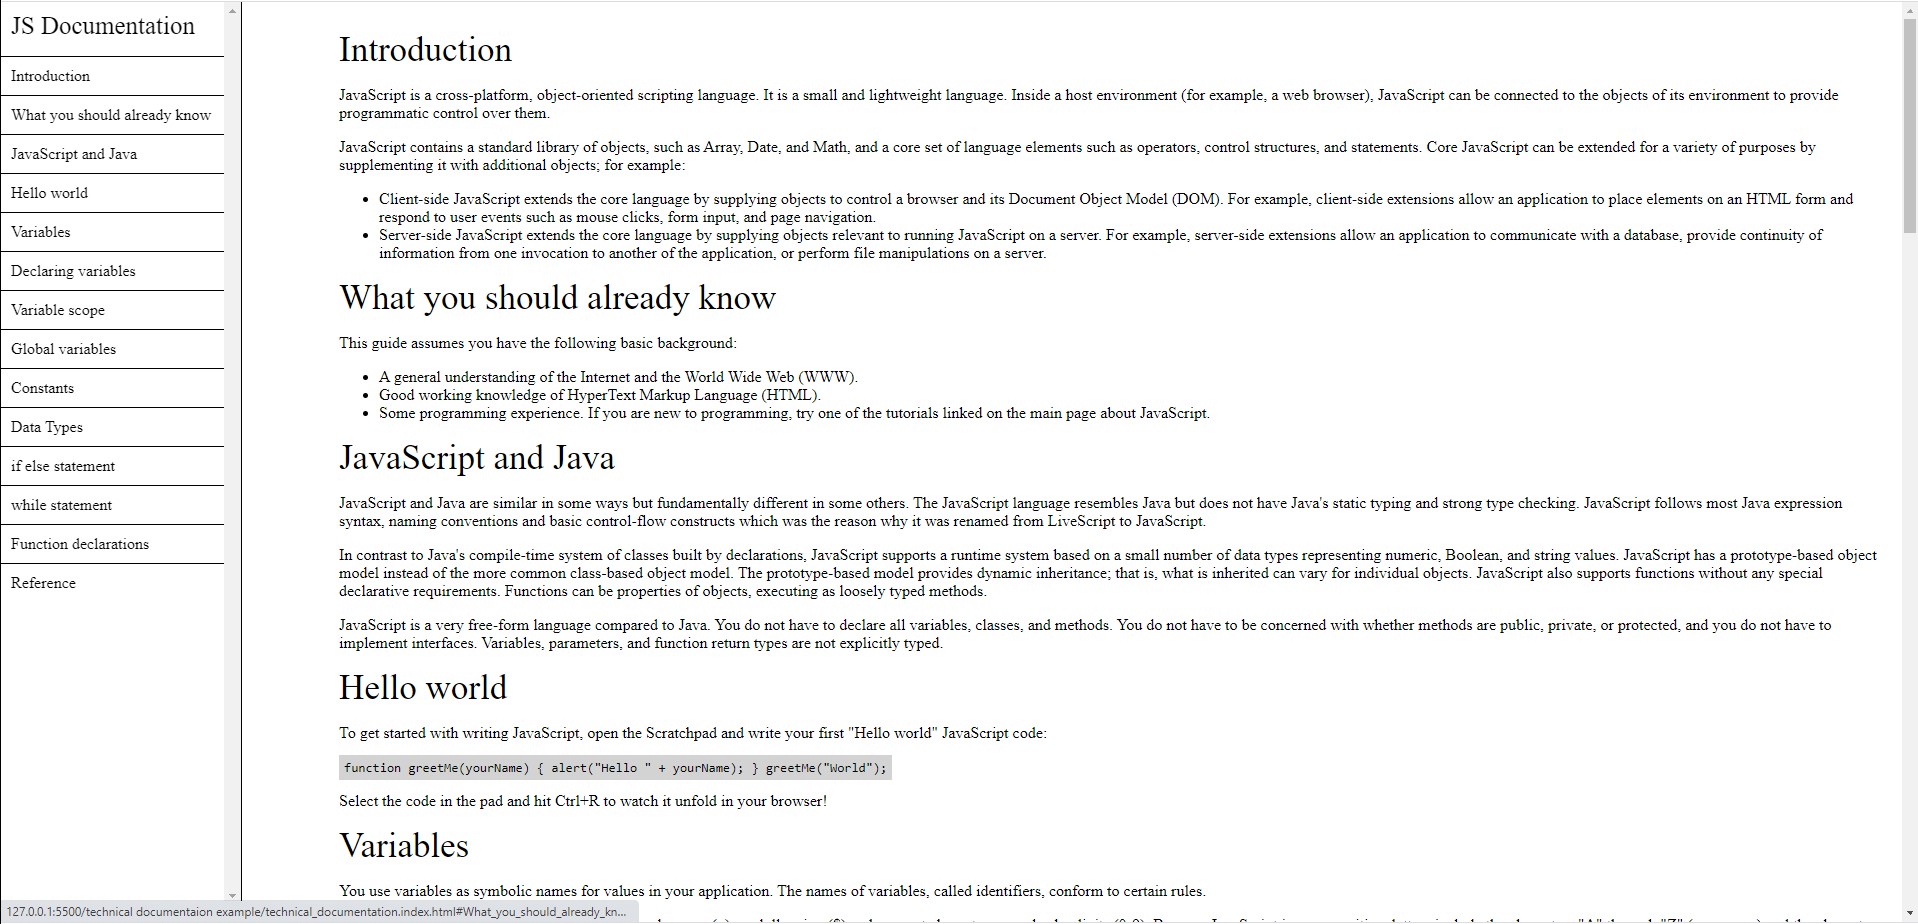 JS Documentation
Introduction
What you should already know
JavaScript and Java
Hello world
Variables
Declaring variables
Variable scope
Global variables
Constants
Data Types
if else statement
while statement
Function declarations
Reference
Introduction
JavaScript is a cross-platform, object-oriented scripting language. It is a small and lightweight language. Inside a host environment (for example, a web browser), JavaScript can be connected to the objects of its environment to provide
programmatic control over them.
JavaScript contains a standard library of objects, such as Array, Date, and Math, and a core set of language elements such as operators, control structures, and statements. Core JavaScript can be extended for a variety of purposes by
supplementing it with additional objects; for example:
• Client-side JavaScript extends the core language by supplying objects to control a browser and its Document Object Model (DOM). For example, client-side extensions allow an application to place elements on an HTML form and
respond to user events such as mouse clicks, form input, and page navigation.
• Server-side JavaScript extends the core language by supplying objects relevant to running JavaScript on a server. For example, server-side extensions allow an application to communicate with a database, provide continuity of
information from one invocation to another of the application, or perform file manipulations on a server.
What you should already know
This guide assumes you have the following basic background:
• A general understanding of the Internet and the World Wide Web (WWW).
• Good working knowledge of HyperText Markup Language (HTML).
• Some programming experience. If you are new to programming, try one of the tutorials linked on the main page about JavaScript.
JavaScript and Java
JavaScript and Java are similar in some ways but fundamentally different in some others. The JavaScript language resembles Java but does not have Java's static typing and strong type checking. JavaScript follows most Java expression
syntax, naming conventions and basic control-flow constructs which was the reason why it was renamed from LiveScript to JavaScript.
In contrast to Java's compile-time system of classes built by declarations, JavaScript supports a runtime system based on a small number of data types representing numeric, Boolean, and string values. JavaScript has a prototype-based object
model instead of the more common class-based object model. The prototype-based model provides dynamic inheritance; that is, what is inherited can vary for individual objects. JavaScript also supports functions without any special
declarative requirements. Functions can be properties of objects, executing as loosely typed methods.
JavaScript is a very free-form language compared to Java. You do not have to declare all variables, classes, and methods. You do not have to be concerned with whether methods are public, private, or protected, and you do not have to
implement interfaces. Variables, parameters, and function return types are not explicitly typed.
Hello world
To get started with writing JavaScript, open the Scratchpad and write your first "Hello world" JavaScript code:
function greetMe(yourName) { alert("Hello " + yourName); } greetMe("World");
Select the code in the pad and hit Ctrl+R to watch it unfold in your browser!
Variables
You use variables as symbolic names for values in your application. The names of variables, called identifiers, conform to certain rules.
127.0.0.1:5500/technical documentaion example/technical_documentation.index.html#What_you_should_already_kn...